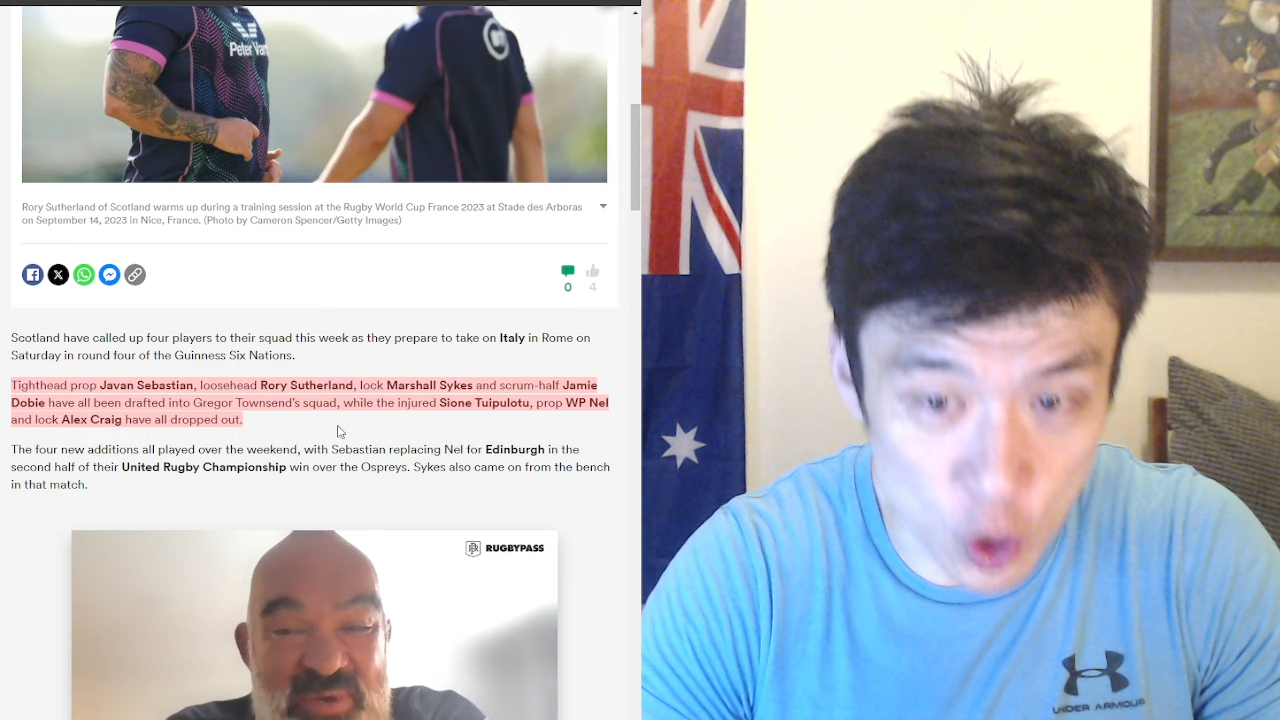 Peter Vard
Rory Sutherland of Scotland warms up during a training session at the Rugby World Cup France 2023 at Stade des Arboras
on September 14, 2023 in Nice, France. (Photo by Cameron Spencer/Getty Images)
0
4
Scotland have called up four players to their squad this week as they prepare to take on Italy in Rome on
Saturday in round four of the Guinness Six Nations.
Tighthead prop Javan Sebastian, loosehead Rory Sutherland, lock Marshall Sykes and scrum-half Jamie
Dobie have all been drafted into Gregor Townsend's squad, while the injured Sione Tuipulotu, prop WP Nel
and lock Alex Craig have all dropped out.
The four new additions all played over the weekend, with Sebastian replacing Nel for Edinburgh in the
second half of their United Rugby Championship win over the Ospreys. Sykes also came on from the bench
in that match.
RUGBYPASS
UNDER ARMOUR